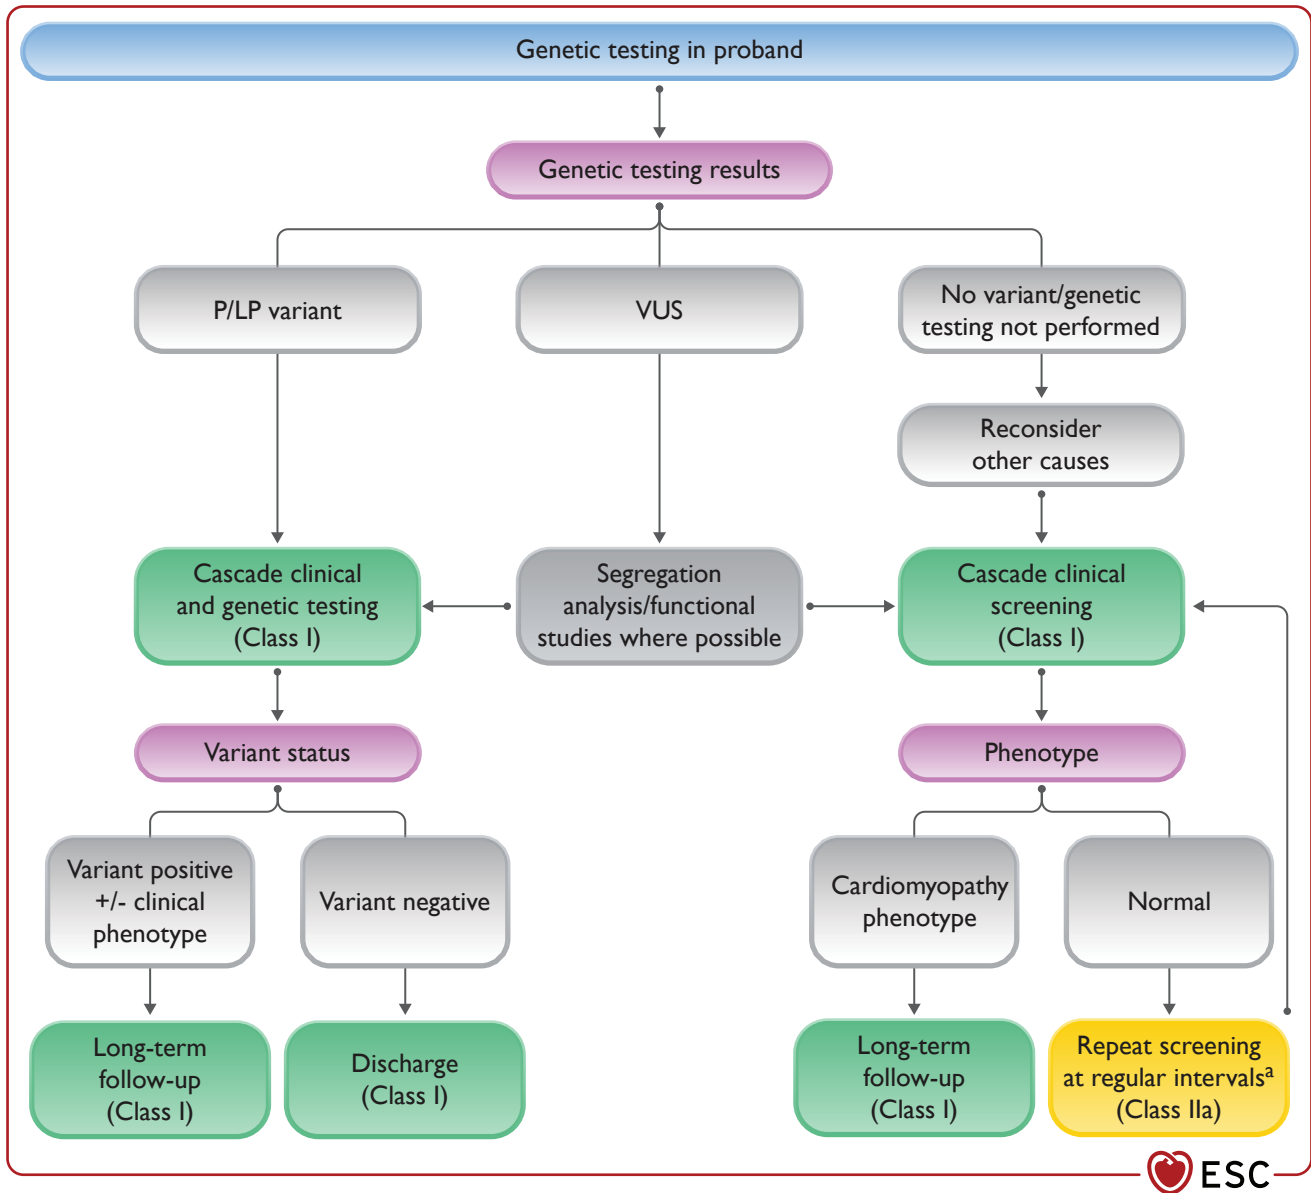 Genetic testing in proband
Genetic testing results
P/LP variant
VUS
No variant/genetic
testing not performed
Reconsider
other causes
Cascade clinical
and genetic testing
(Class I)
Segregation
analysis/functional
studies where possible
Cascade clinical
screening
(Class I)
Variant status
Phenotype
Variant positive
+/- clinical
phenotype
Variant negative
Cardiomyopathy
phenotype
Normal
Long-term
follow-up
(Class I)
Discharge
(Class I)
Long-term
follow-up
(Class I)
Repeat screening
at regular intervalsᵃ
(Class IIa)
ESC